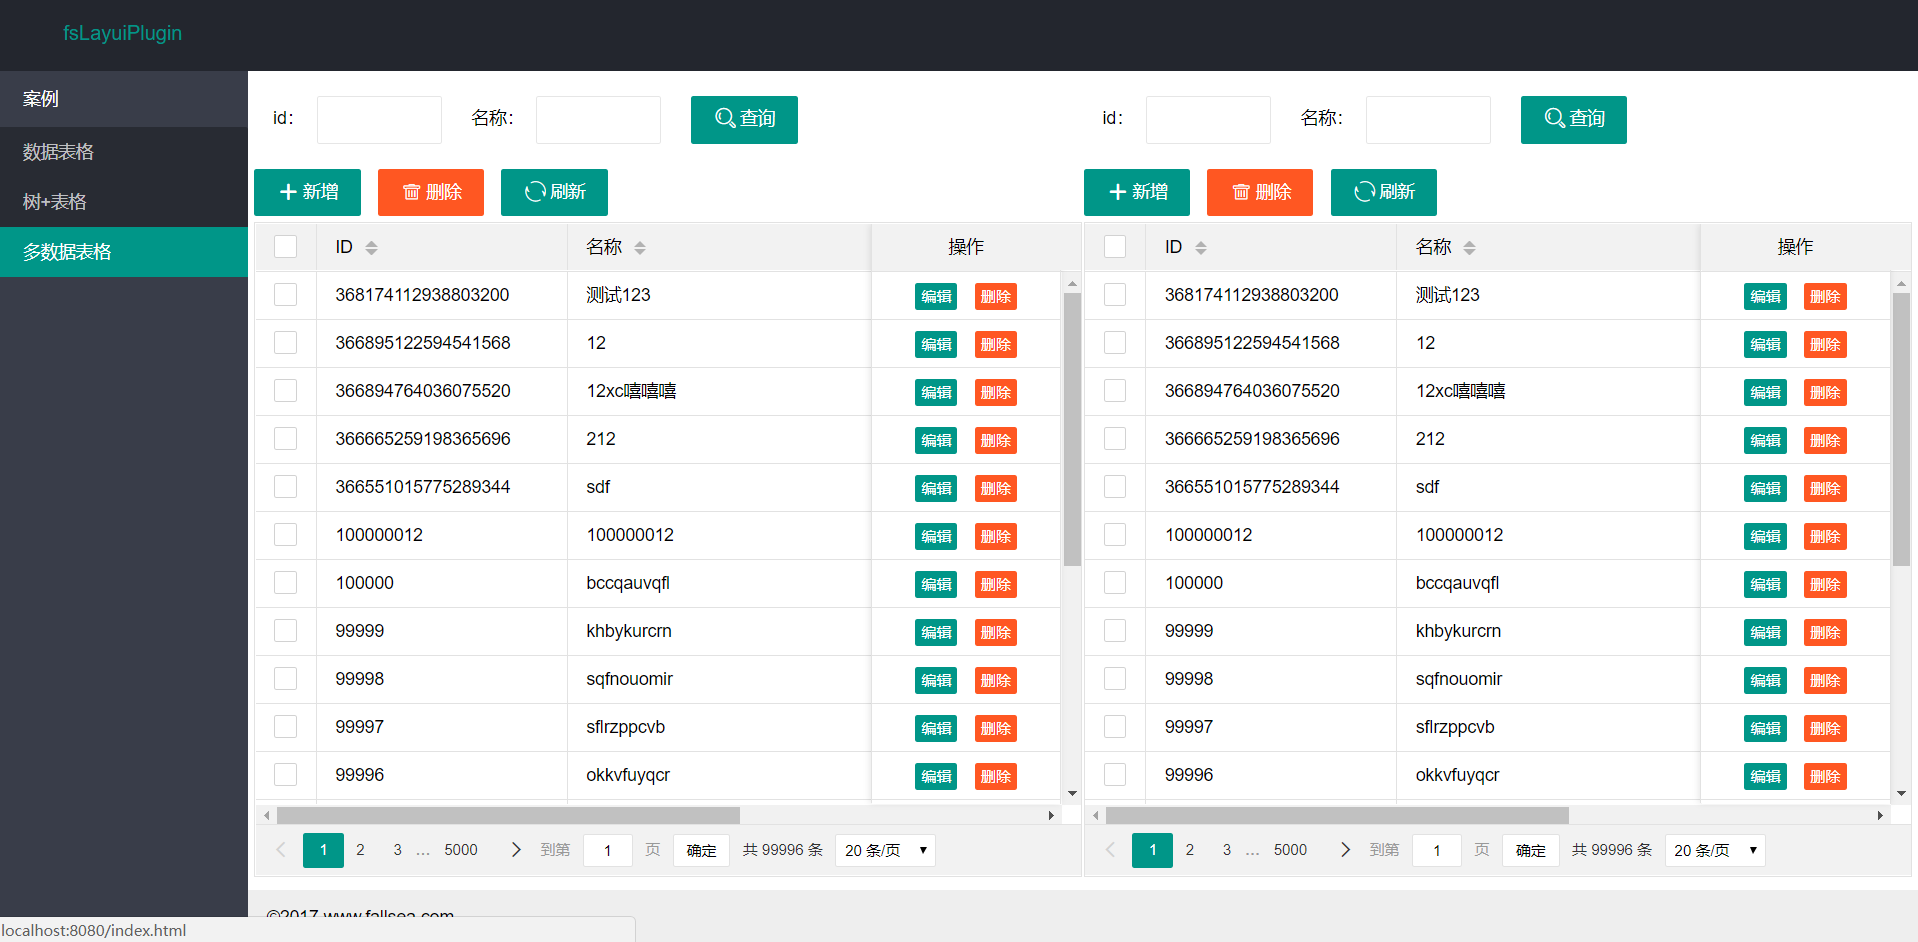 fsLayuiPlugin
案例
数据表格
树+表格
多数据表格
id： 名称： 查询
新增 删除 刷新
ID 名称 操作
368174112938803200 测试123 编辑 删除
366895122594541568 12 编辑 删除
366894764036075520 12xc嘻嘻嘻 编辑 删除
366665259198365696 212 编辑 删除
366551015775289344 sdf 编辑 删除
100000012 100000012 编辑 删除
100000 bccqauvqfl 编辑 删除
99999 khbykurcrn 编辑 删除
99998 sqfnouomir 编辑 删除
99997 sflrzppcvb 编辑 删除
99996 okkvfuyqcr 编辑 删除
1 2 3 … 5000 到第 1 页 确定 共 99996 条 20 条/页
id： 名称： 查询
新增 删除 刷新
ID 名称 操作
368174112938803200 测试123 编辑 删除
366895122594541568 12 编辑 删除
366894764036075520 12xc嘻嘻嘻 编辑 删除
366665259198365696 212 编辑 删除
366551015775289344 sdf 编辑 删除
100000012 100000012 编辑 删除
100000 bccqauvqfl 编辑 删除
99999 khbykurcrn 编辑 删除
99998 sqfnouomir 编辑 删除
99997 sflrzppcvb 编辑 删除
99996 okkvfuyqcr 编辑 删除
1 2 3 … 5000 到第 1 页 确定 共 99996 条 20 条/页
©2017 www.fallsea.com
localhost:8080/index.html